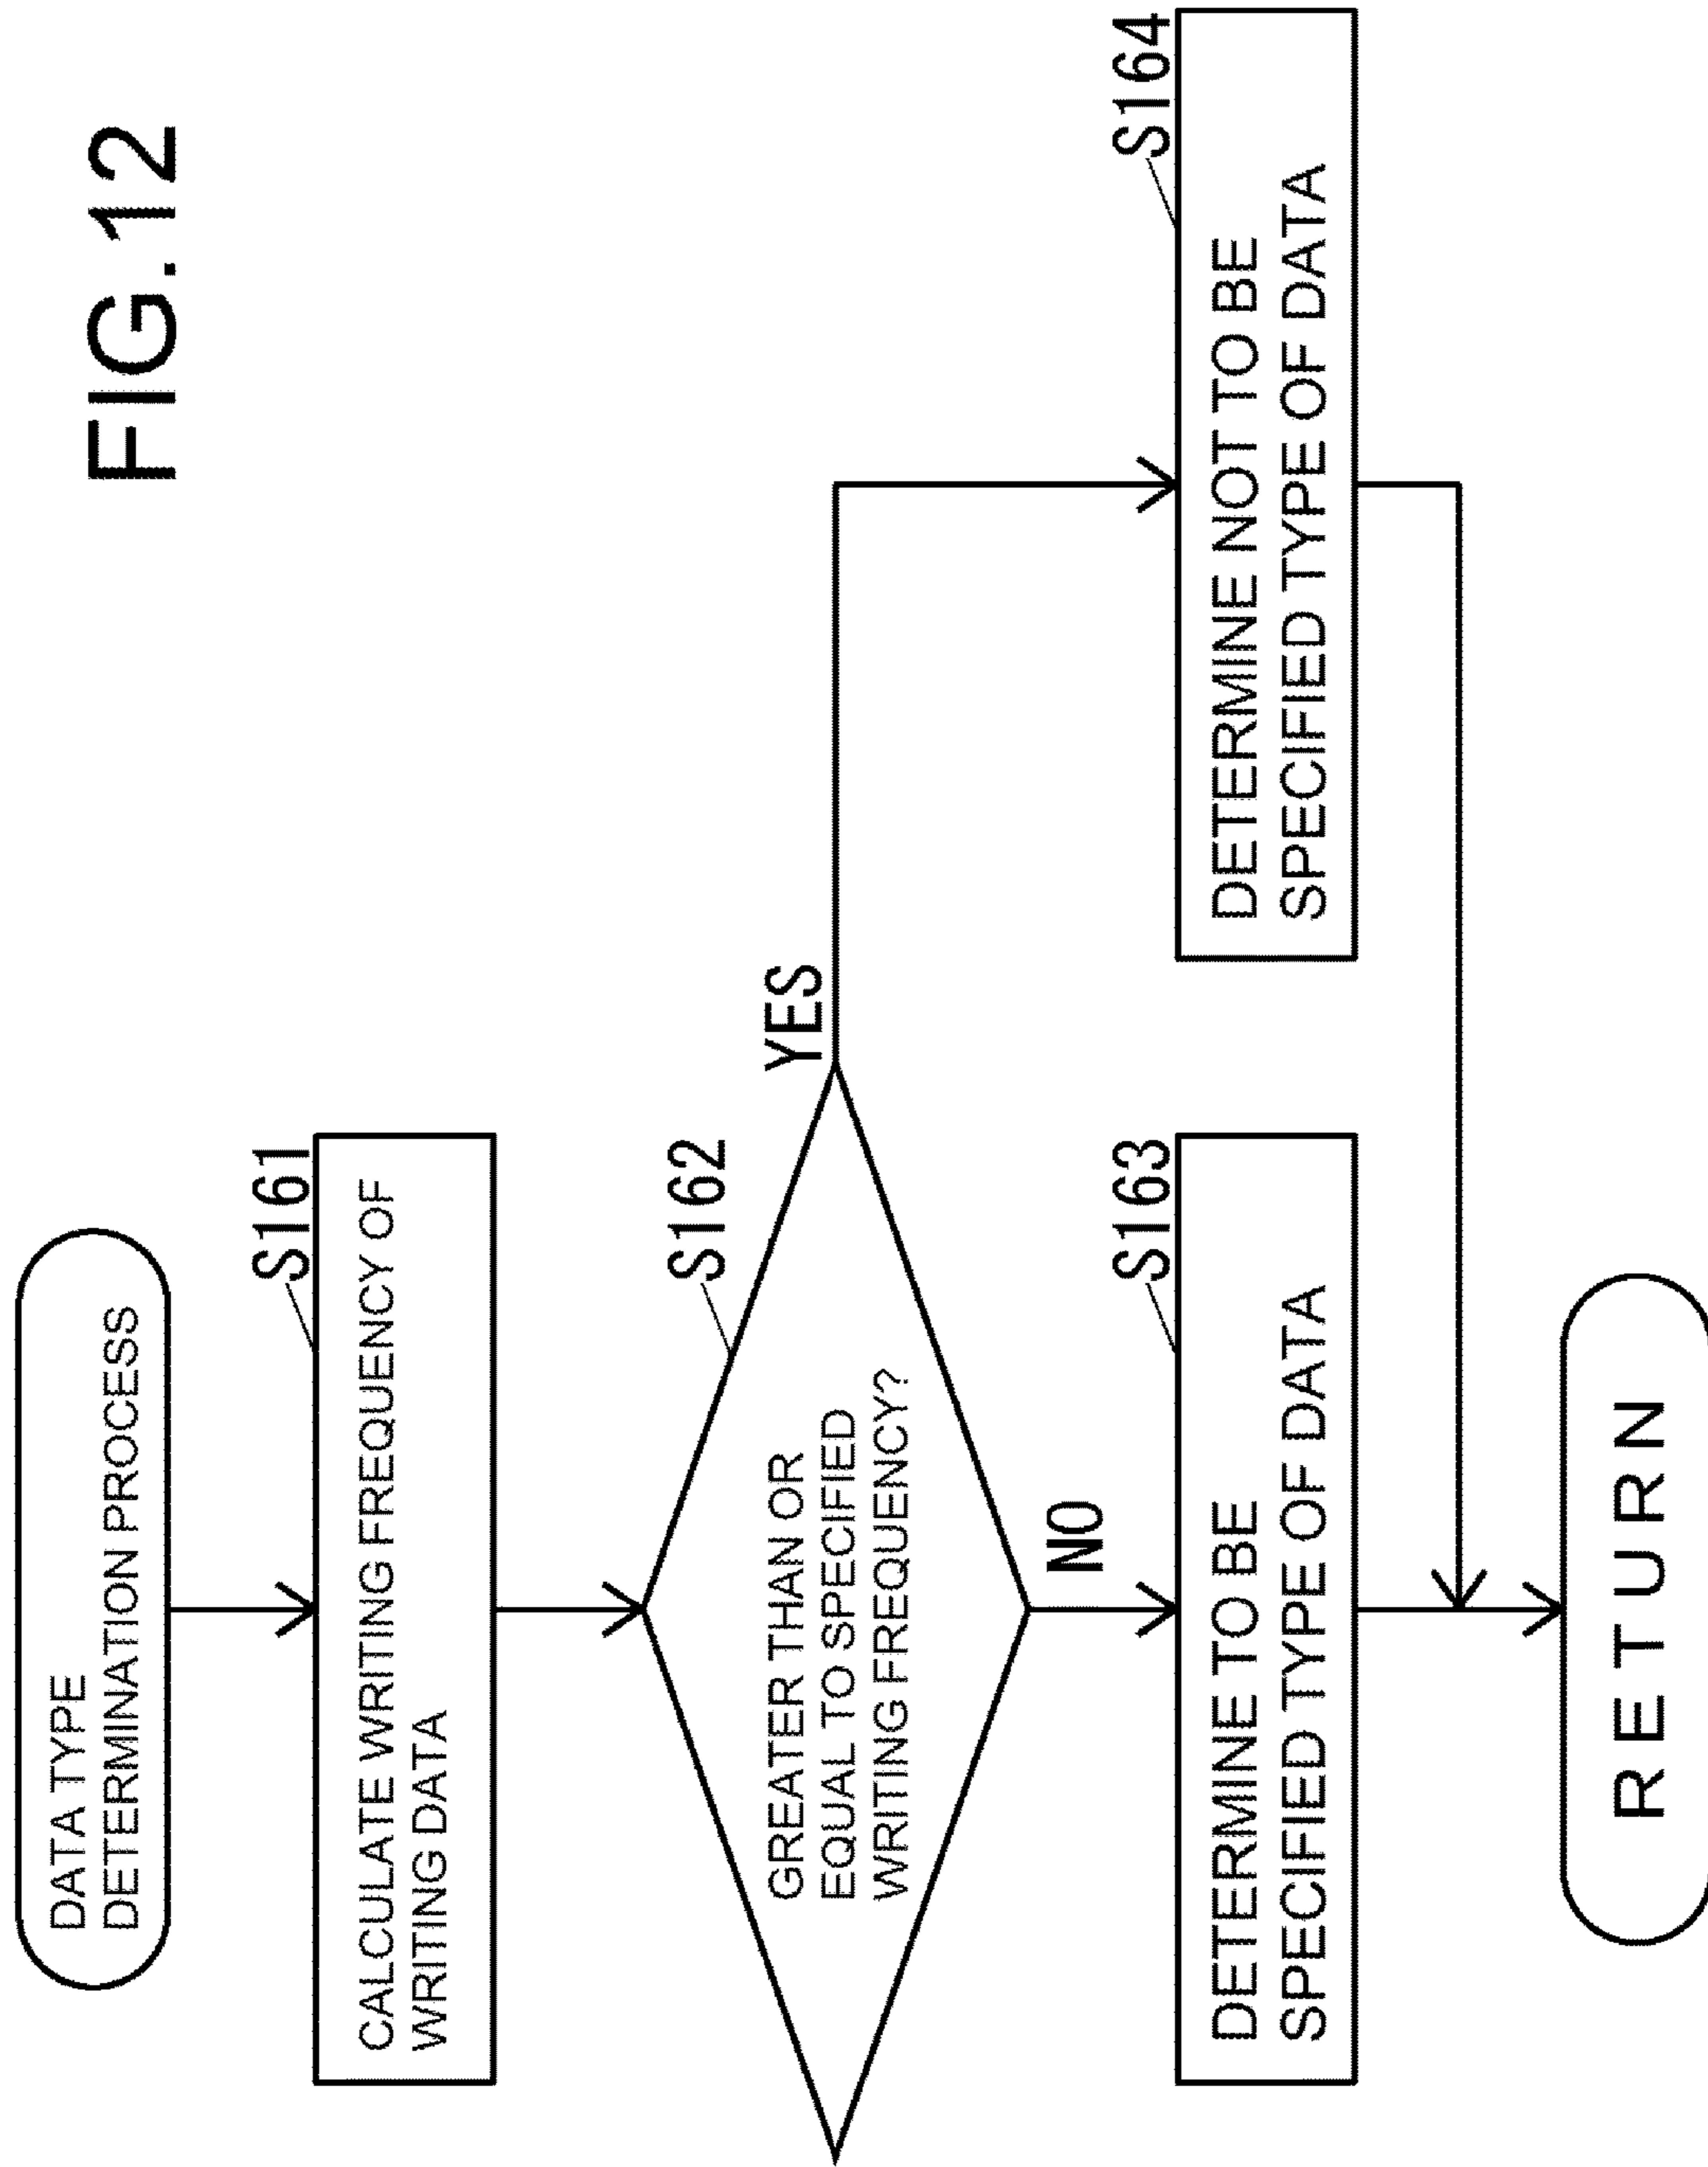 FIG.12
DATA TYPE
DETERMINATION PROCESS
S161
CALCULATE WRITING FREQUENCY OF
WRITING DATA
S162
GREATER THAN OR
EQUAL TO SPECIFIED
WRITING FREQUENCY?
YES
NO
S163
DETERMINE TO BE
SPECIFIED TYPE OF DATA
S164
DETERMINE NOT TO BE
SPECIFIED TYPE OF DATA
RETURN